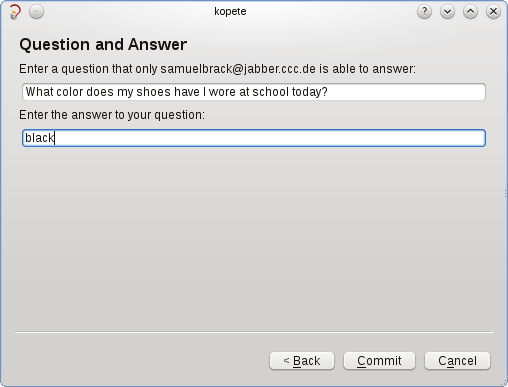 kopete
Question and Answer
Enter a question that only samuelbrack@jabber.ccc.de is able to answer:
What color does my shoes have I wore at school today?
Enter the answer to your question:
black
< Back Commit Cancel